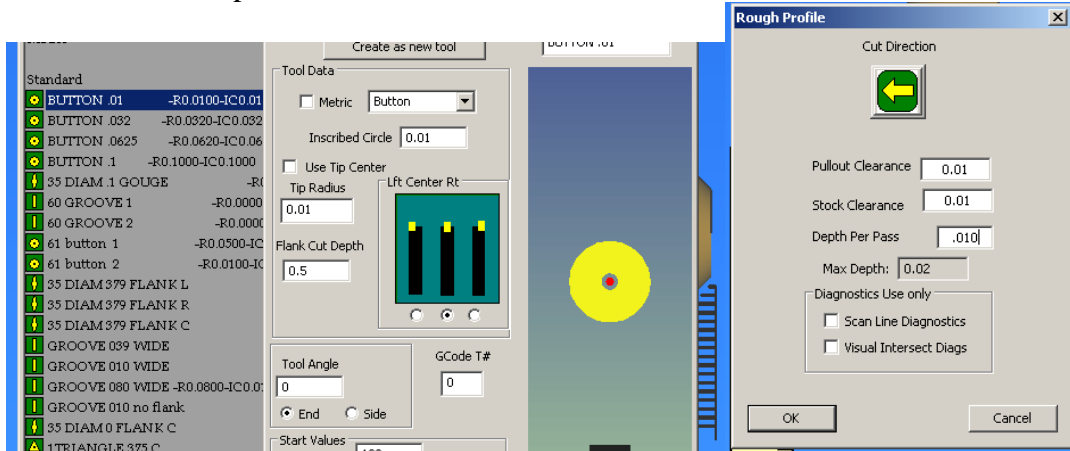 Create as new tool
BUTTON .01
Standard
BUTTON .01 -R0.0100-IC0.01
BUTTON .032 -R0.0320-IC0.032
BUTTON .0625 -R0.0620-IC0.06
BUTTON .1 -R0.1000-IC0.1000
35 DIAM .1 GOUGE -R(
60 GROOVE 1 -R0.0000
60 GROOVE 2 -R0.000
61 button 1 -R0.0500-IC
61 button 2 -R0.0100-IC
35 DIAM 379 FLANK L
35 DIAM 379 FLANK R
35 DIAM 379 FLANK C
GROOVE 039 WIDE
GROOVE 010 WIDE
GROOVE 080 WIDE -R0.0800-IC0.0
GROOVE 010 no flank
35 DIAM 0 FLANK C
1TRIANGLE 375 C
Tool Data
Metric
Button
Inscribed Circle
0.01
Use Tip Center
Tip Radius
0.01
Flank Cut Depth
0.5
Lft Center Rt
Tool Angle
0
End
Side
GCode T#
0
Start Values
Rough Profile
Cut Direction
Pullout Clearance 0.01
Stock Clearance 0.01
Depth Per Pass .010
Max Depth: 0.02
Diagnostics Use only
Scan Line Diagnostics
Visual Intersect Diags
OK
Cancel